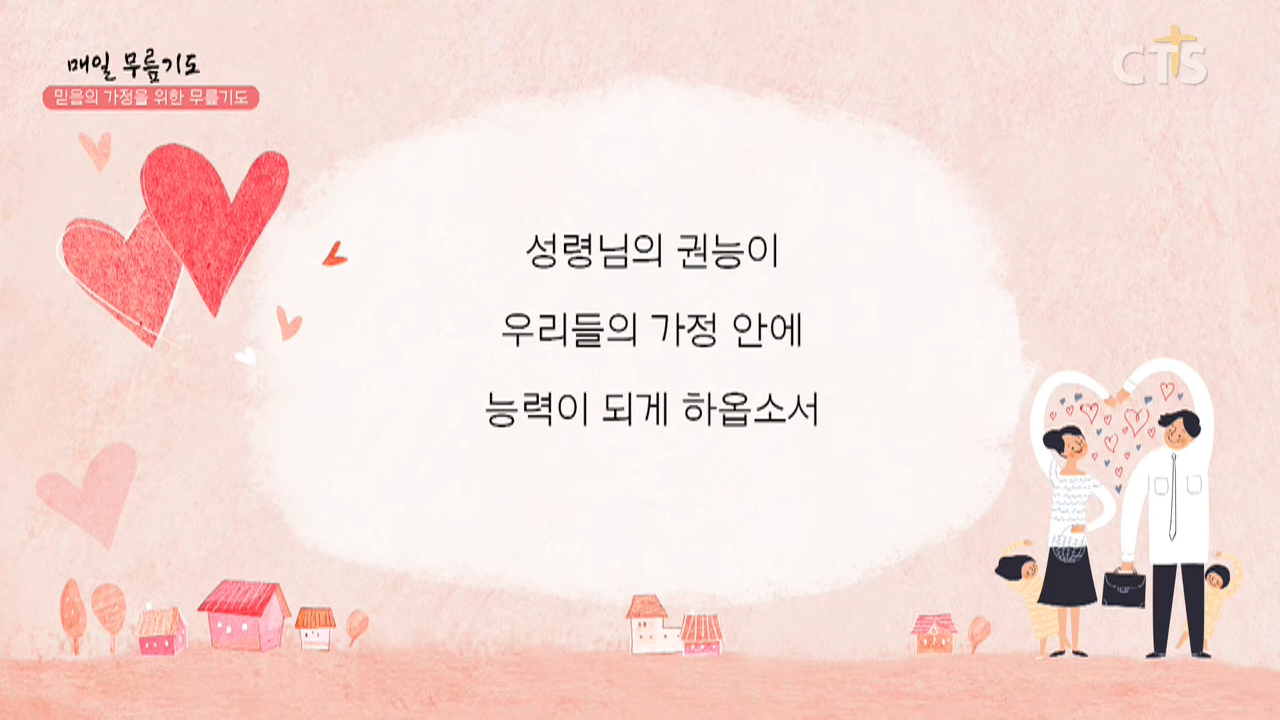 매일 무릎기도
믿음의 가정을 위한 무릎기도
CTS
성령님의 권능이
우리들의 가정 안에
능력이 되게 하옵소서